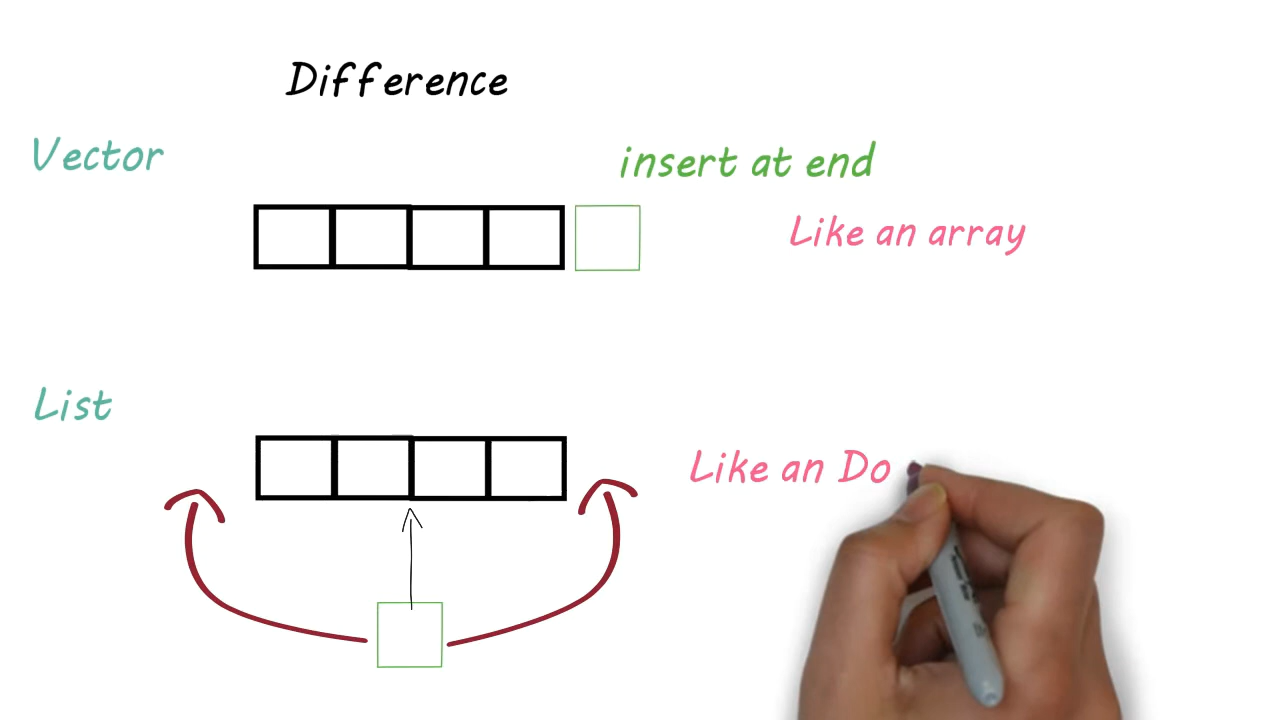 Difference
Vector
insert at end
Like an array
List
Like an Do